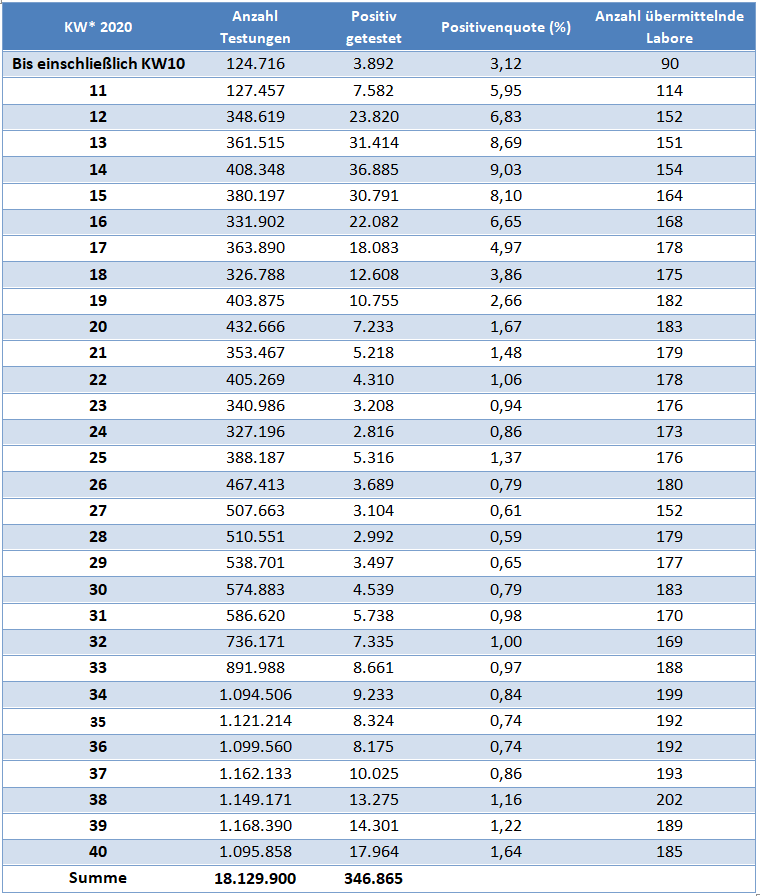 KW* 2020 Anzahl Testungen Positiv getestet Positivenquote (%) Anzahl übermittelnde Labore
Bis einschließlich KW10 124.716 3.892 3,12 90
11 127.457 7.582 5,95 114
12 348.619 23.820 6,83 152
13 361.515 31.414 8,69 151
14 408.348 36.885 9,03 154
15 380.197 30.791 8,10 164
16 331.902 22.082 6,65 168
17 363.890 18.083 4,97 178
18 326.788 12.608 3,86 175
19 403.875 10.755 2,66 182
20 432.666 7.233 1,67 183
21 353.467 5.218 1,48 179
22 405.269 4.310 1,06 178
23 340.986 3.208 0,94 176
24 327.196 2.816 0,86 173
25 388.187 5.316 1,37 176
26 467.413 3.689 0,79 180
27 507.663 3.104 0,61 152
28 510.551 2.992 0,59 179
29 538.701 3.497 0,65 177
30 574.883 4.539 0,79 183
31 586.620 5.738 0,98 170
32 736.171 7.335 1,00 169
33 891.988 8.661 0,97 188
34 1.094.506 9.233 0,84 199
35 1.121.214 8.324 0,74 192
36 1.099.560 8.175 0,74 192
37 1.162.133 10.025 0,86 193
38 1.149.171 13.275 1,16 202
39 1.168.390 14.301 1,22 189
40 1.095.858 17.964 1,64 185
Summe 18.129.900 346.865